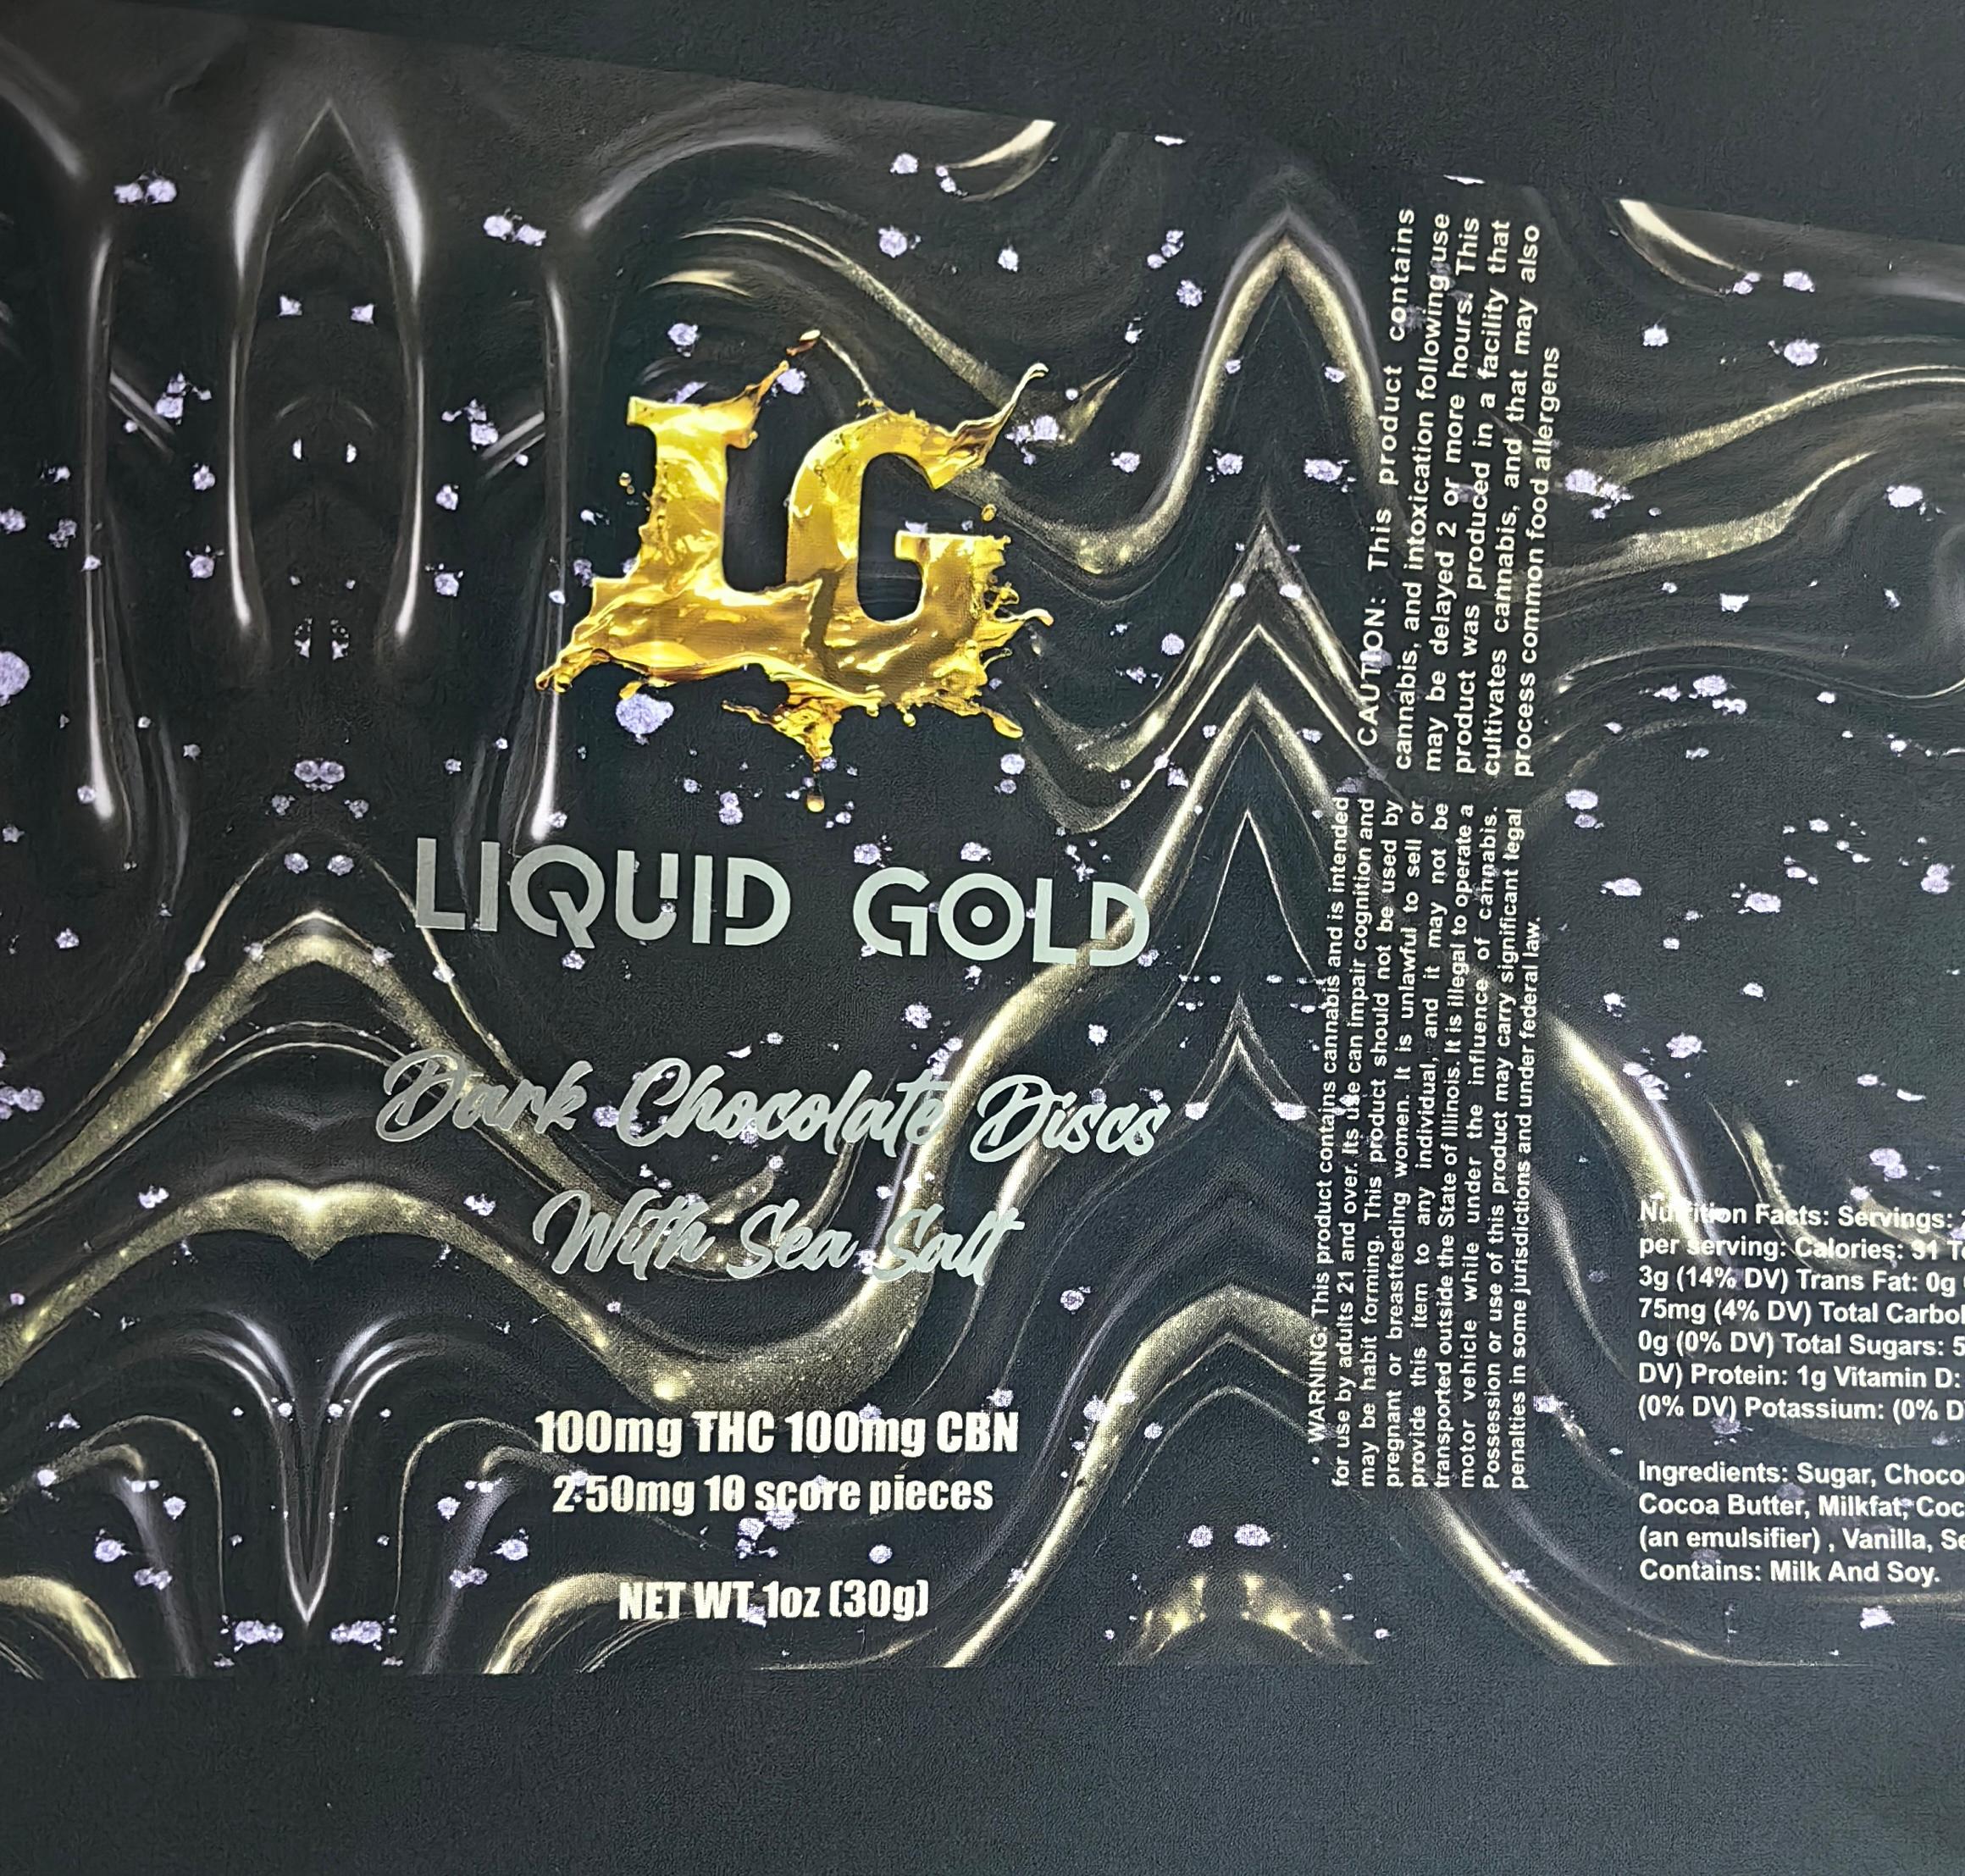 LG
LIQUID GOLD
Dark Chocolate Discs
With Sea Salt
100mg THC 100mg CBN
2-50mg 10 score pieces
NET WT 1oz (30g)
CAUTION: This product contains
cannabis, and intoxication following use
may be delayed 2 or more hours. This
product was produced in a facility that
cultivates cannabis, and that may also
process common food allergens
• WARNING: This product contains cannabis and is intended
for use by adults 21 and over. Its use can impair cognition and
may be habit forming. This product should not be used by
pregnant or breastfeeding women. It is unlawful to sell or
provide this item to any individual, and it may not be
transported outside the State of Illinois. It is illegal to operate a
motor vehicle while under the influence of cannabis.
Possession or use of this product may carry significant legal
penalties in some jurisdictions and under federal law.
Nutrition Facts: Servings:
per serving: Calories: 31
3g (14% DV) Trans Fat: 0g
75mg (4% DV) Total
0g (0% DV) Total Sugars:
DV) Protein: 1g Vitamin D:
(0% DV) Potassium: (0%
Ingredients: Sugar,
Cocoa Butter, Milkfat,
(an emulsifier) , Vanilla,
Contains: Milk And Soy.